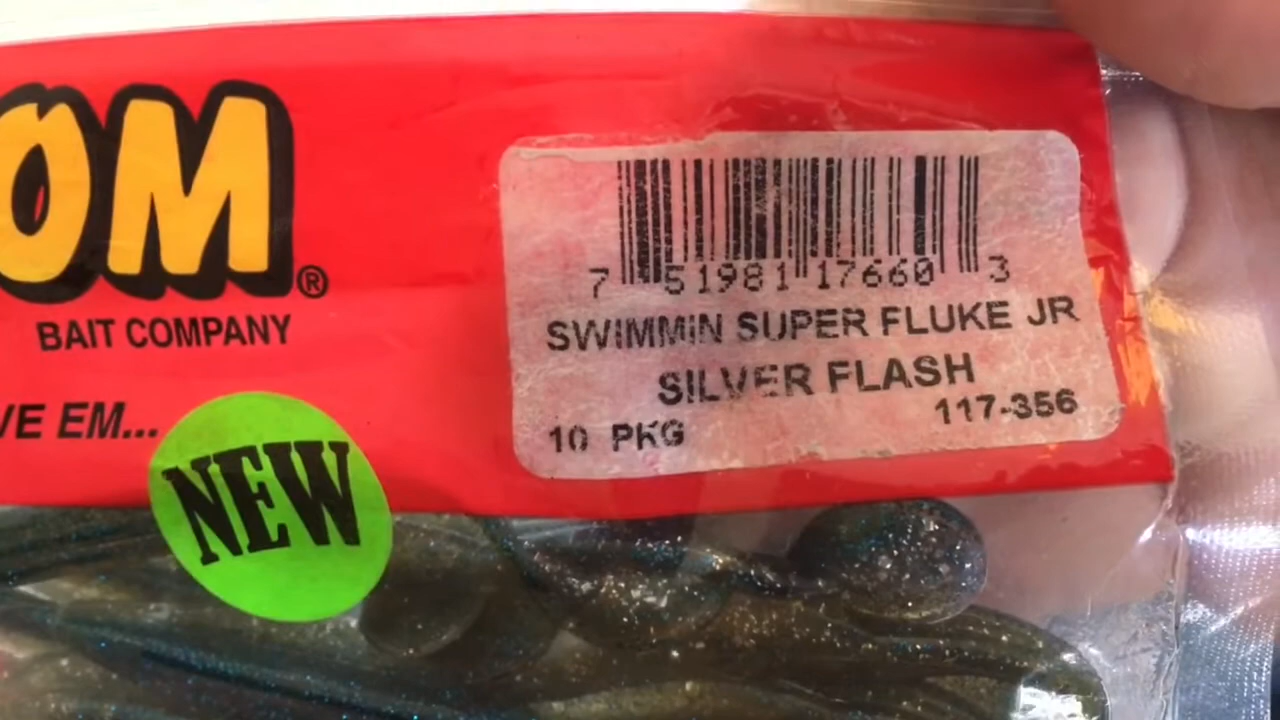 OM®
BAIT COMPANY
VE EM...
NEW
7 51981 17660 3
SWIMMIN SUPER FLUKE JR
SILVER FLASH
117-356
10 PKG